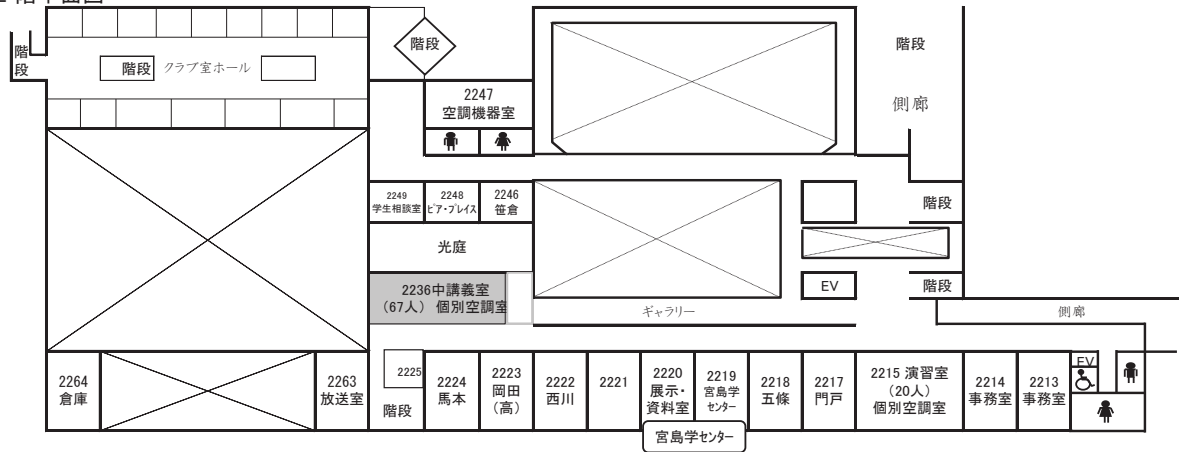 階段
クラブ室ホール
階段
階段
2247
空調機器室
階段
側廊
2249
学生相談室
2248
ピア・プレイス
2246
笹倉
階段
光庭
2236中講義室
(67人) 個別空調室
EV
階段
ギャラリー
側廊
2264
倉庫
2263
放送室
2225
階段
2224
馬本
2223
岡田
(高)
2222
西川
2221
2220
展示・
資料室
2219
宮島学
センター
宮島学センター
2218
五條
2217
門戸
2215 演習室
(20人)
個別空調室
2214
事務室
2213
事務室
EV